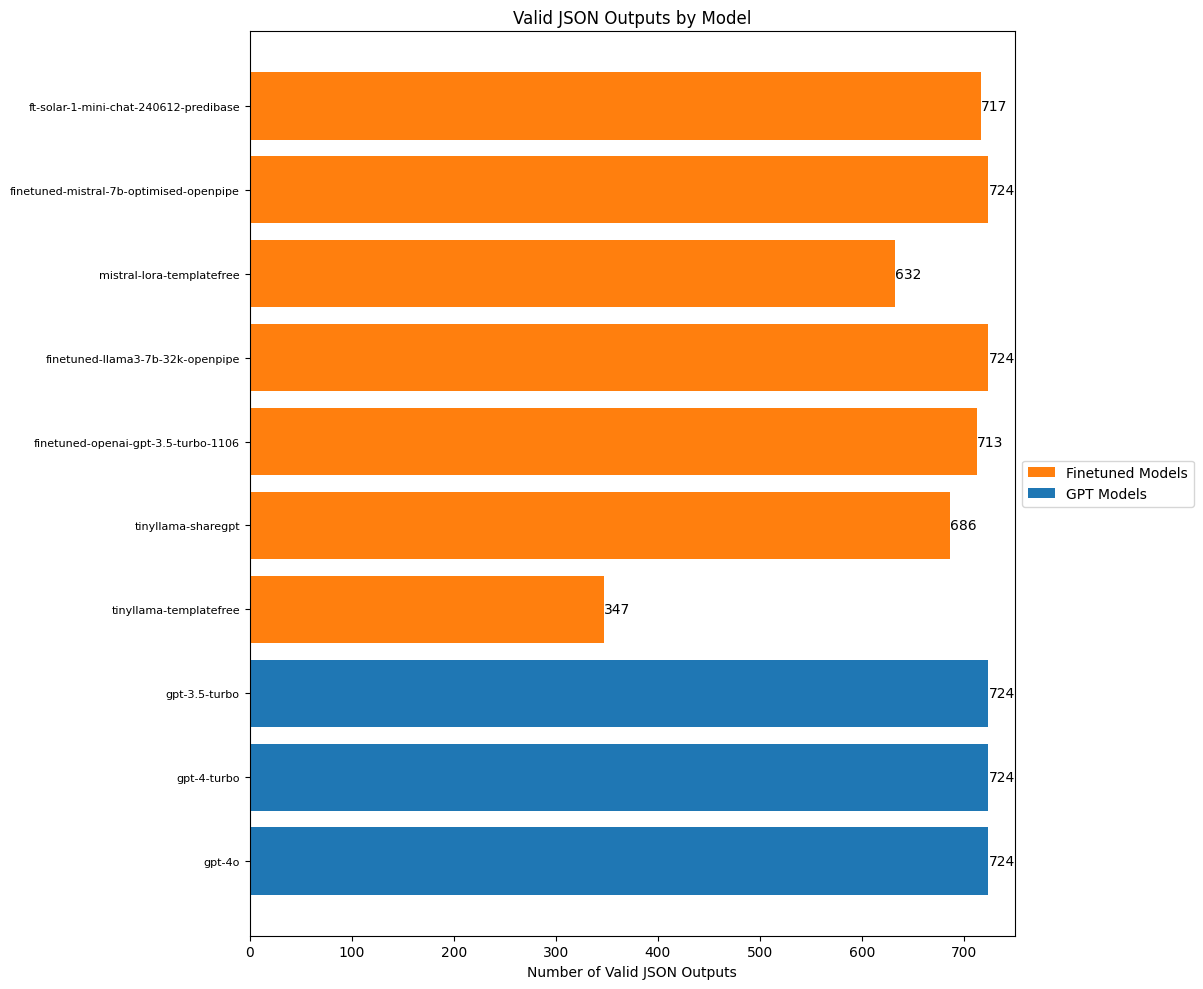 Valid JSON Outputs by Model
ft-solar-1-mini-chat-240612-predibase
717
finetuned-mistral-7b-optimised-openpipe
724
mistral-lora-templatefree
632
finetuned-llama3-7b-32k-openpipe
724
finetuned-openai-gpt-3.5-turbo-1106
713
tinyllama-sharegpt
686
tinyllama-templatefree
347
gpt-3.5-turbo
724
gpt-4-turbo
724
gpt-4o
724
0 100 200 300 400 500 600 700
Number of Valid JSON Outputs
Finetuned Models
GPT Models